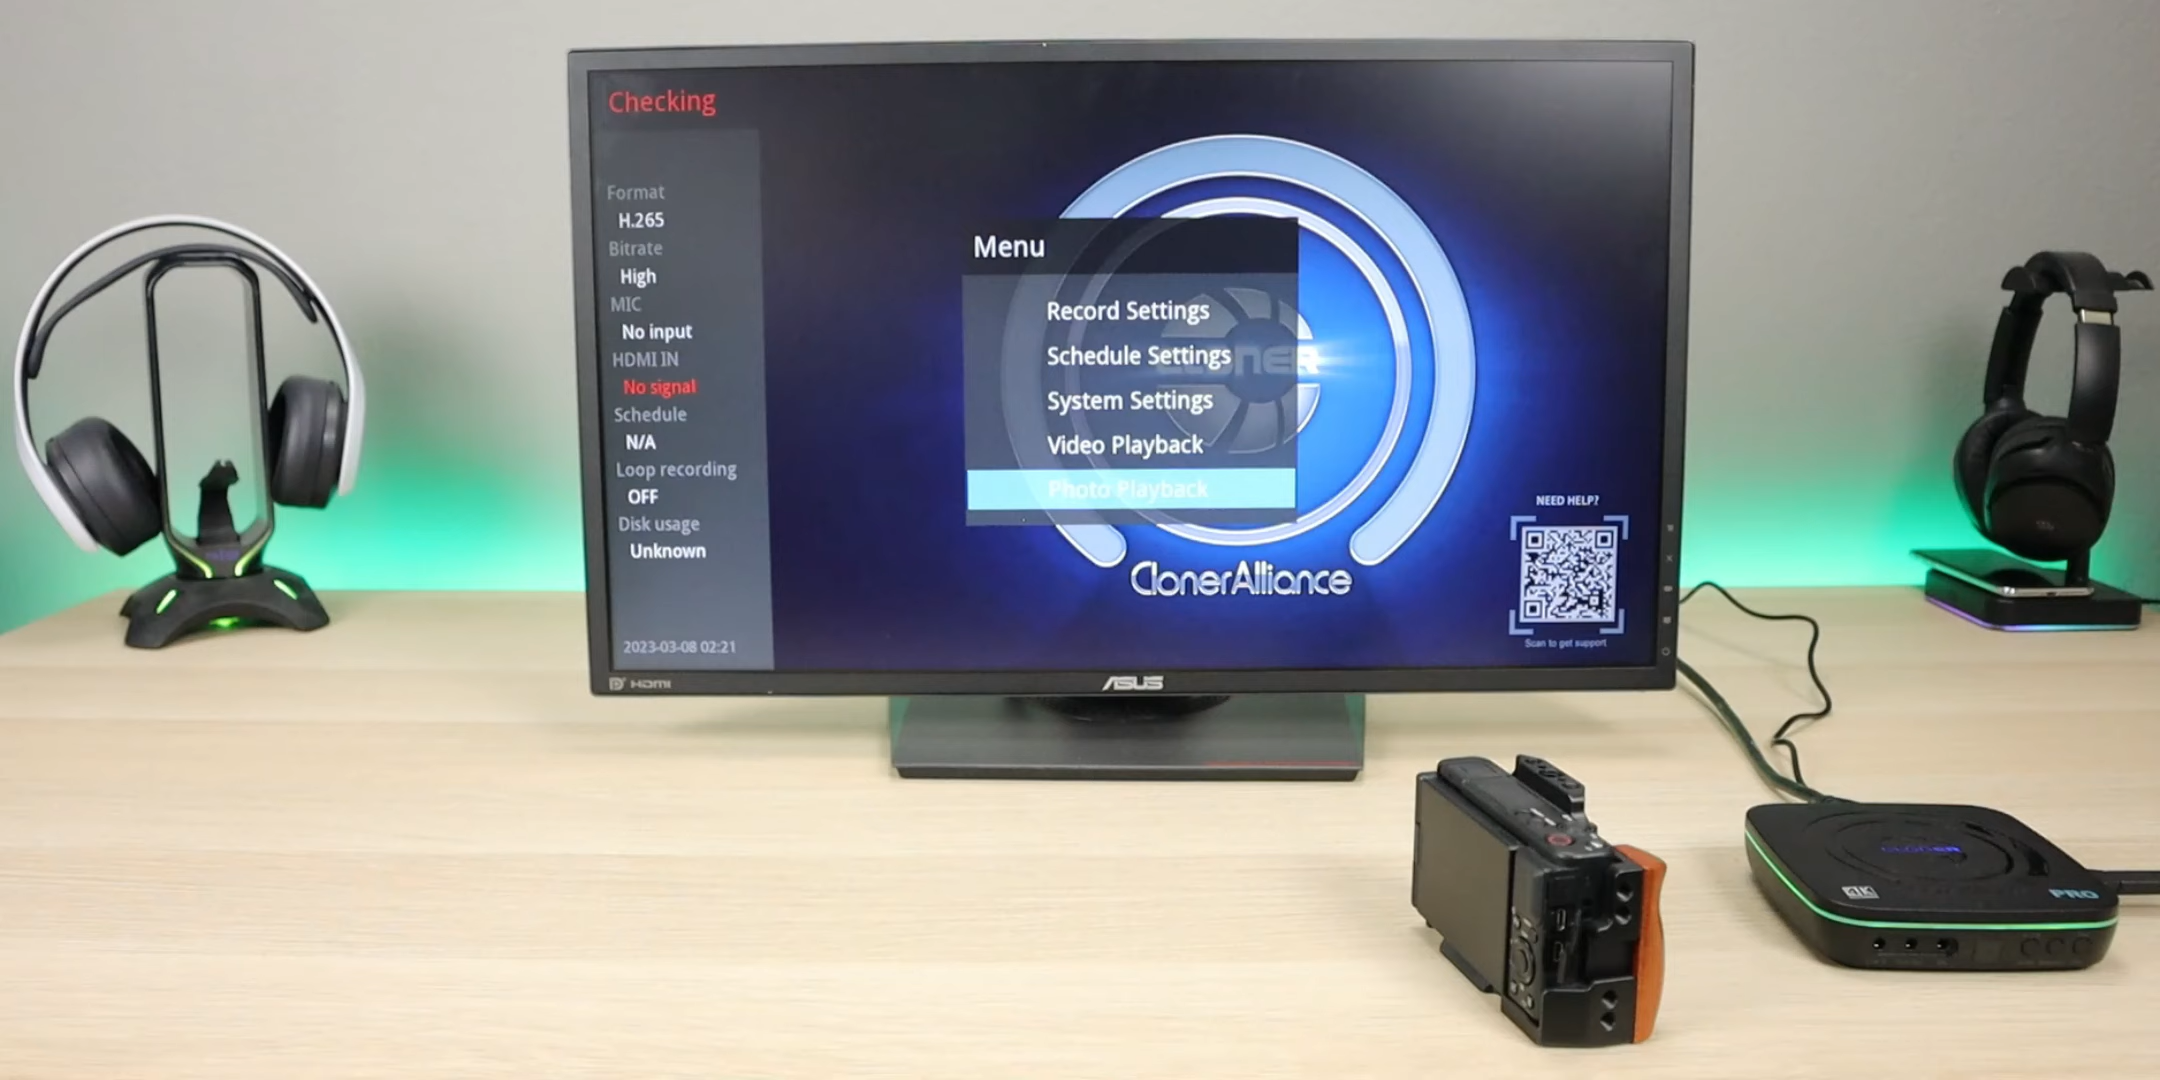 Checking
Format
H.265
Bitrate
High
MIC
No input
HDMI IN
No signal
Schedule
N/A
Loop recording
OFF
Disk usage
Unknown
2023-03-08 02:21
Menu
Record Settings
Schedule Settings
System Settings
Video Playback
Photo Playback
CLONER
ClonerAlliance
NEED HELP?
Scan to get support
HDMI
ASUS
CLONER
4K
PRO